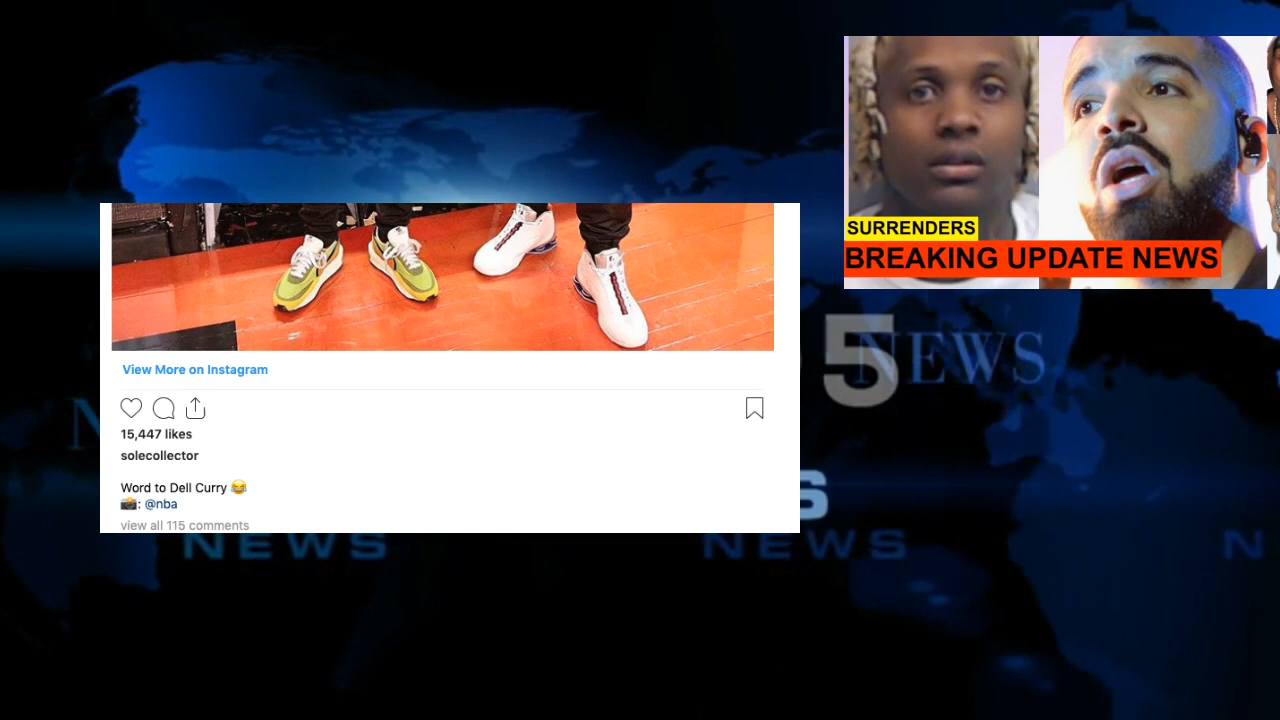 SURRENDERS
BREAKING UPDATE NEWS
5
NEWS
View More on Instagram
15,447 likes
solecollector
Word to Dell Curry 😂
📸: @nba
view all 115 comments
S
NEWS
NEWS
N
N